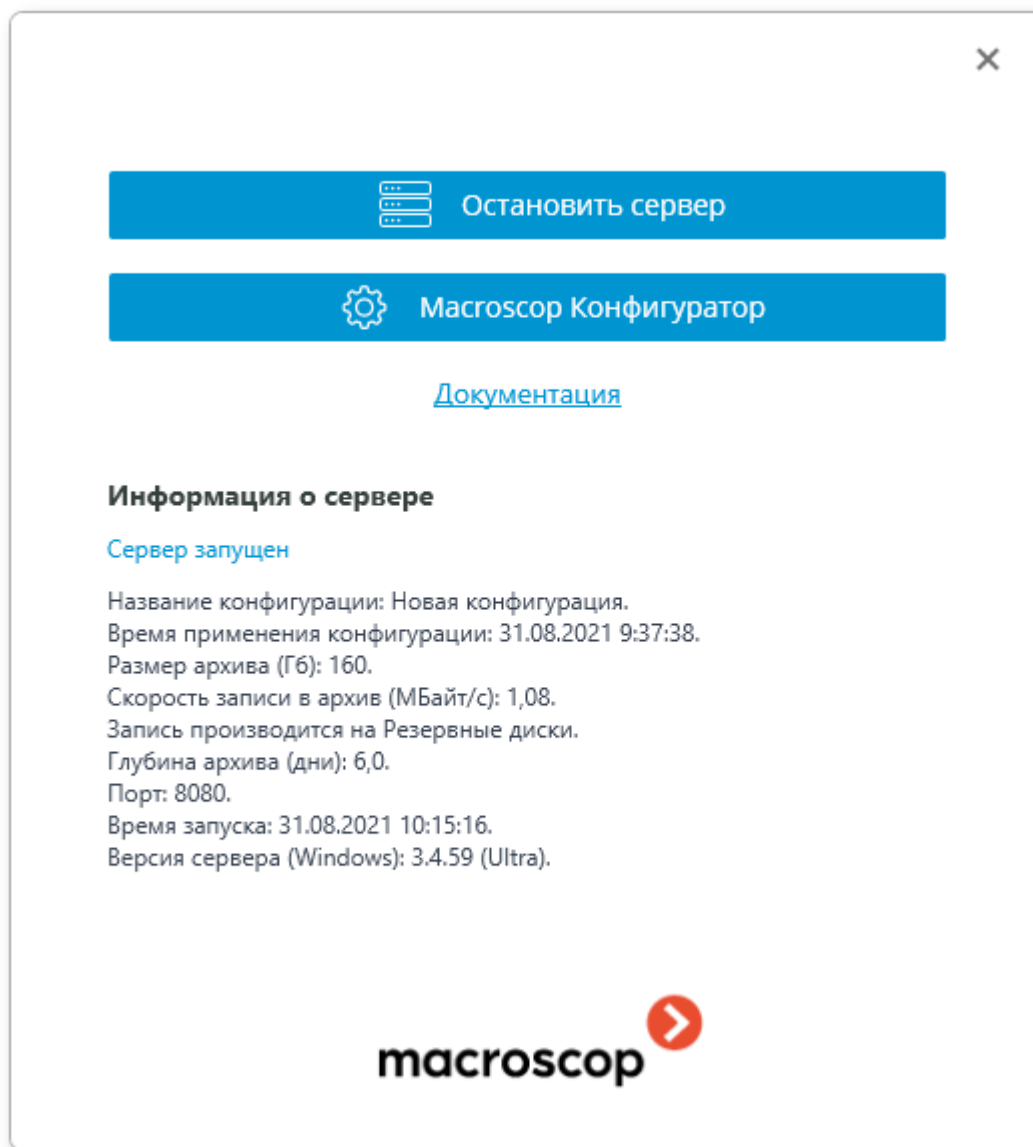 Остановить сервер
Macroscop Конфигуратор
Документация
Информация о сервере
Сервер запущен
Название конфигурации: Новая конфигурация.
Время применения конфигурации: 31.08.2021 9:37:38.
Размер архива (Гб): 160.
Скорость записи в архив (МБайт/с): 1,08.
Запись производится на Резервные диски.
Глубина архива (дни): 6,0.
Порт: 8080.
Время запуска: 31.08.2021 10:15:16.
Версия сервера (Windows): 3.4.59 (Ultra).
macroscop